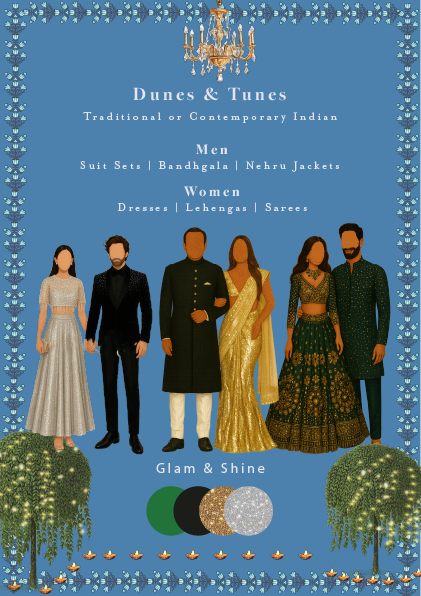 Dunes & Tunes
Traditional or Contemporary Indian
Men
Suit Sets | Bandhgala | Nehru Jackets
Women
Dresses | Lehengas | Sarees
Glam & Shine